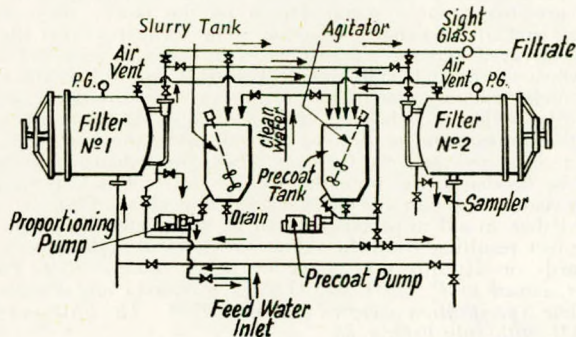 Slurry Tank
Agitator
Sight
Glass
Filtrate
Air
Vent
P.G.
Air
Vent
P.G.
Filter
Nº1
Clean
Water
Filter
Nº2
Precoat
Tank
Drain
Sampler
Proportioning
Pump
Precoat Pump
Feed Water
Inlet